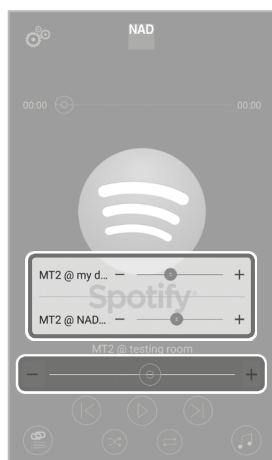 NAD
00:00 00:00
MT2 @ my d... − +
Spotify
MT2 @ NAD... − +
MT2 @ testing room
− +